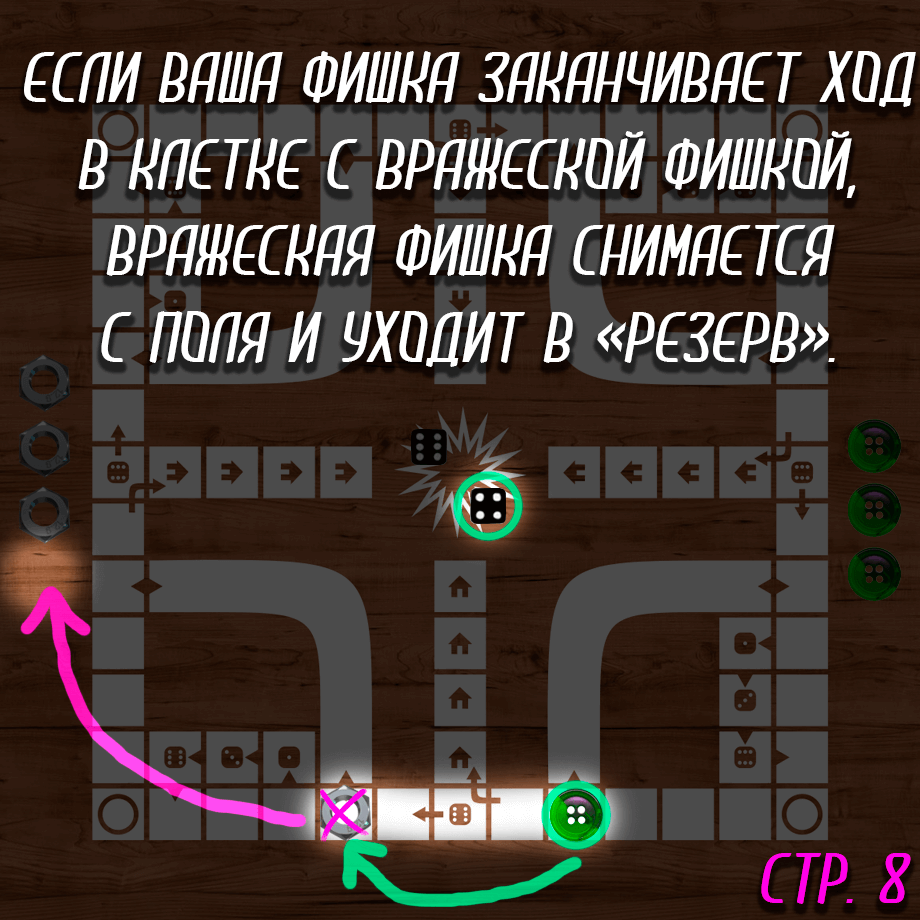 ЕСЛИ ВАША ФИШКА ЗАКАНЧИВАЕТ ХОД
В КЛЕТКЕ С ВРАЖЕСКОЙ ФИШКОЙ,
ВРАЖЕСКАЯ ФИШКА СНИМАЕТСЯ
С ПОЛЯ И УХОДИТ В «РЕЗЕРВ».
СТР. 8